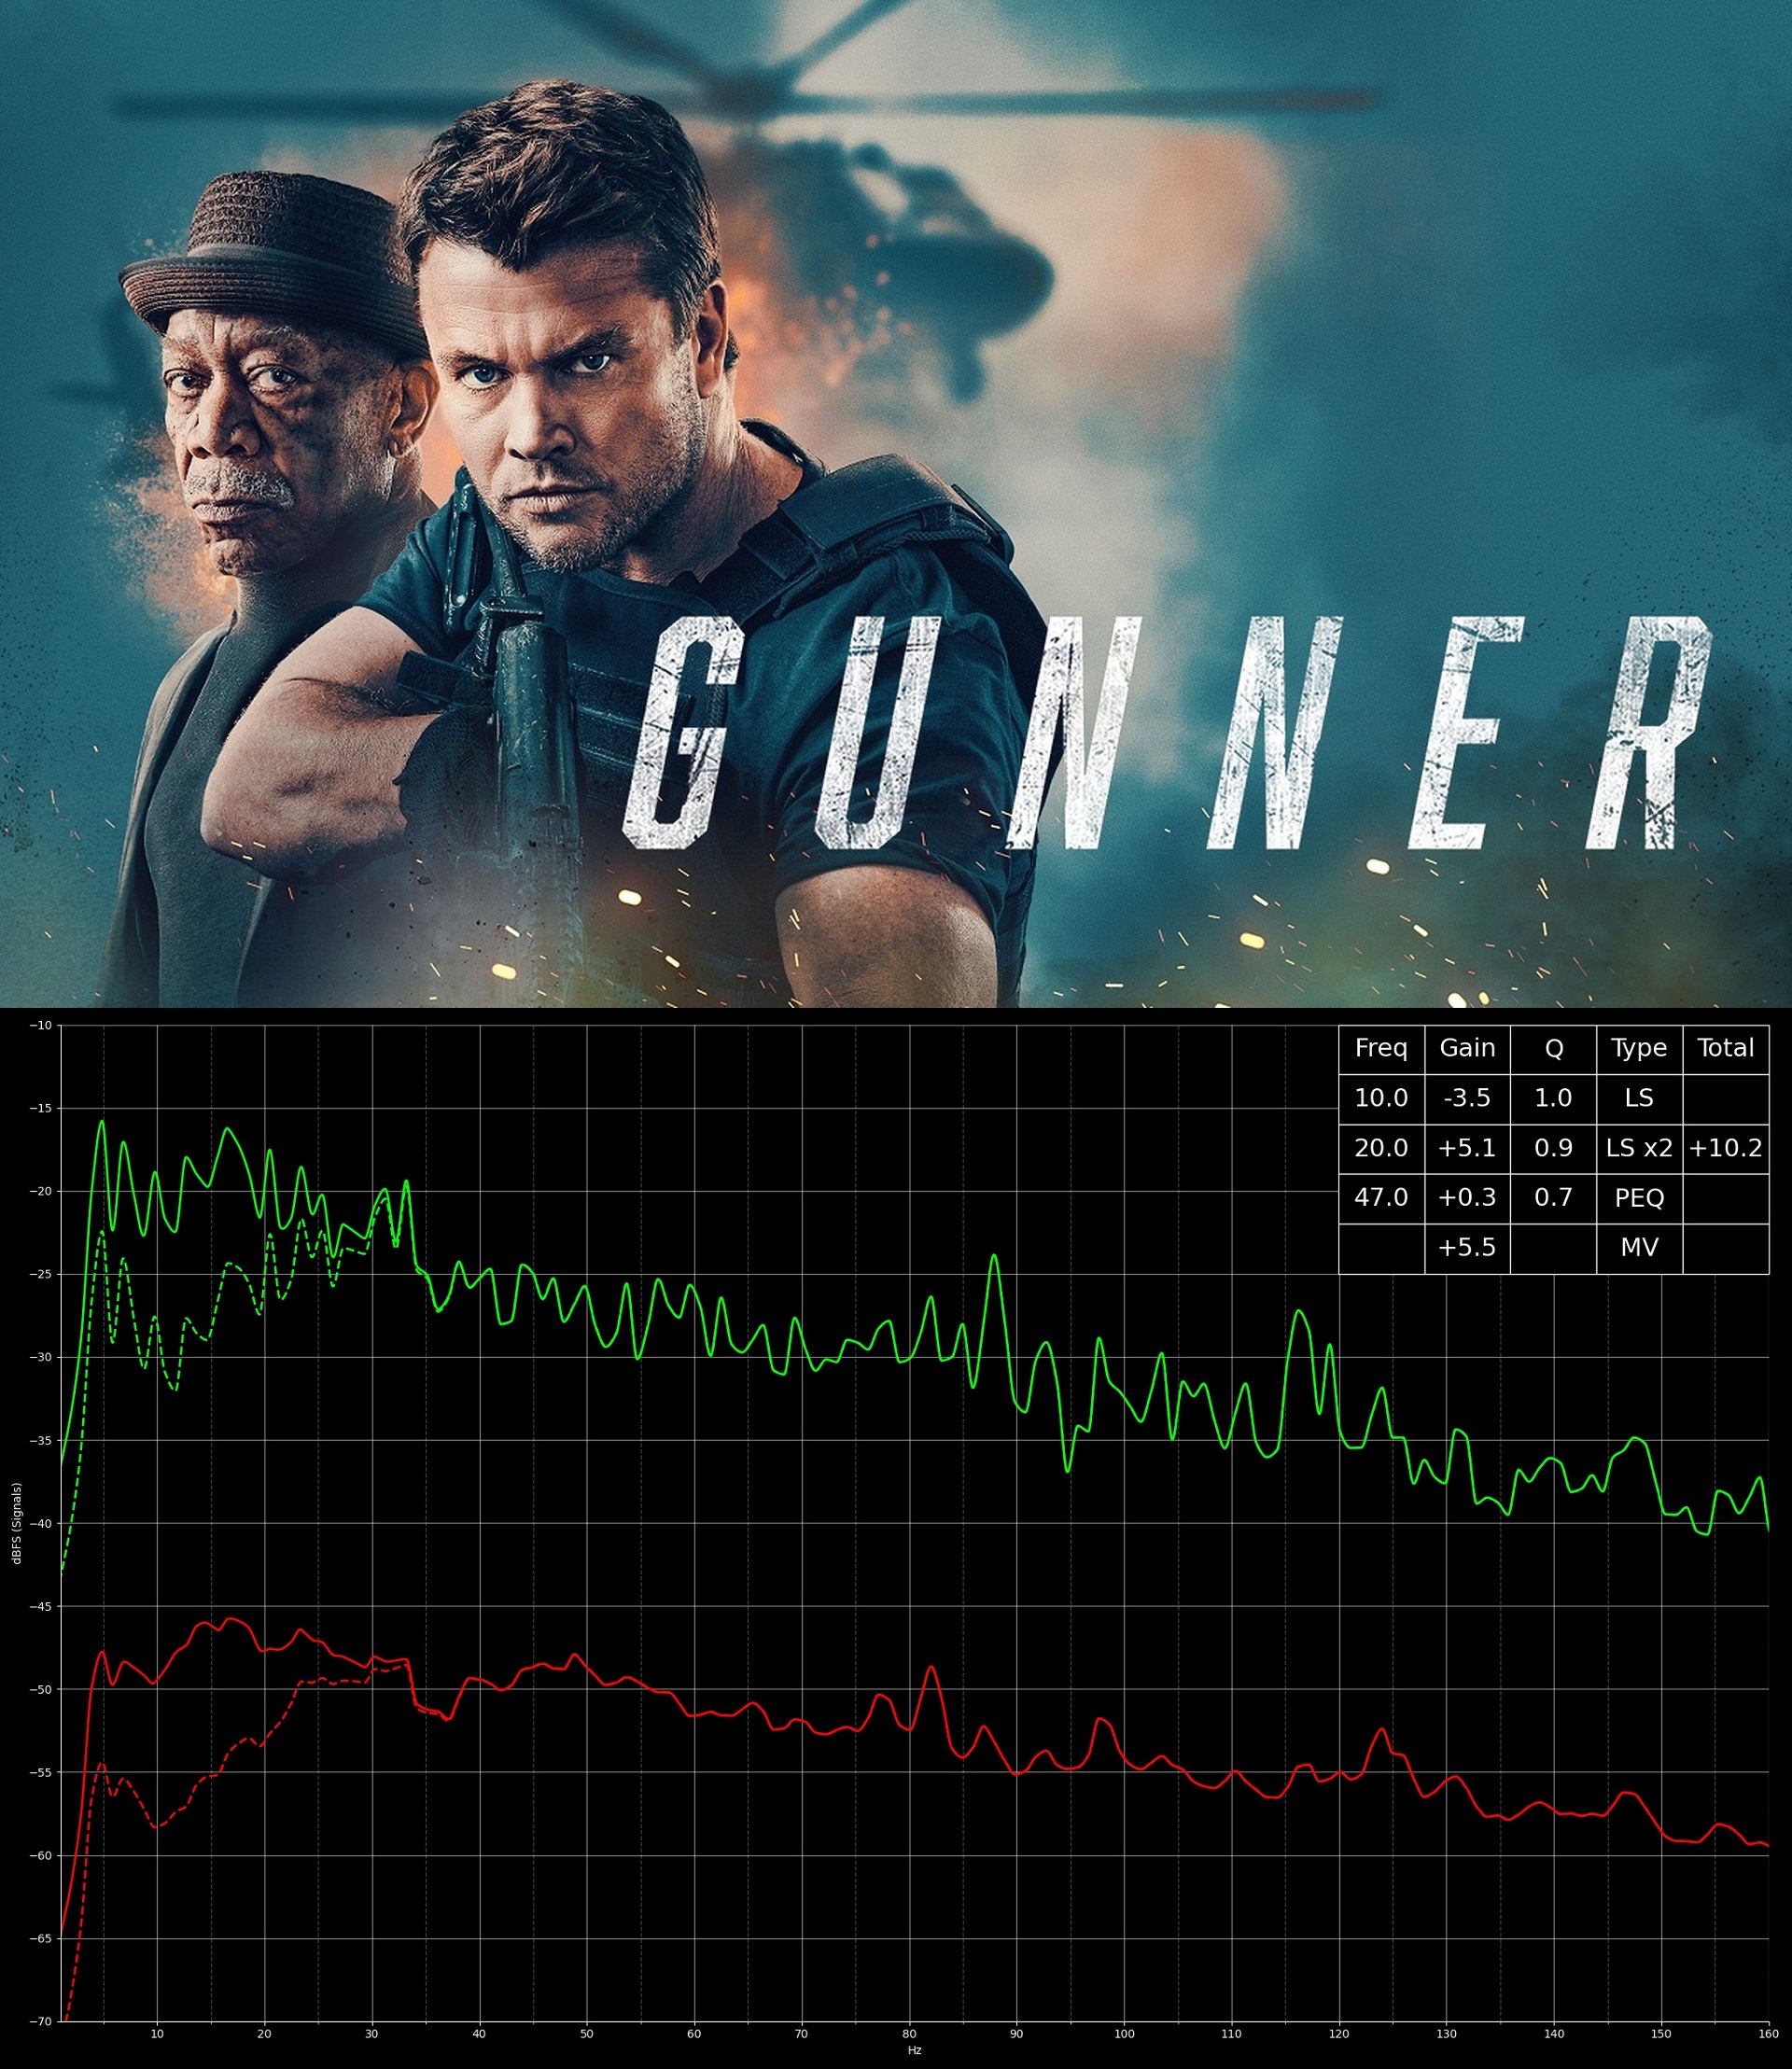 GUNNER
Freq Gain Q Type Total
10.0 -3.5 1.0 LS
20.0 +5.1 0.9 LS x2 +10.2
47.0 +0.3 0.7 PEQ
+5.5 MV
−10
−15
−20
−25
−30
−35
−40
−45
−50
−55
−60
−65
−70
dBFS (Signals)
10 20 30 40 50 60 70 80 90 100 110 120 130 140 150 160
Hz